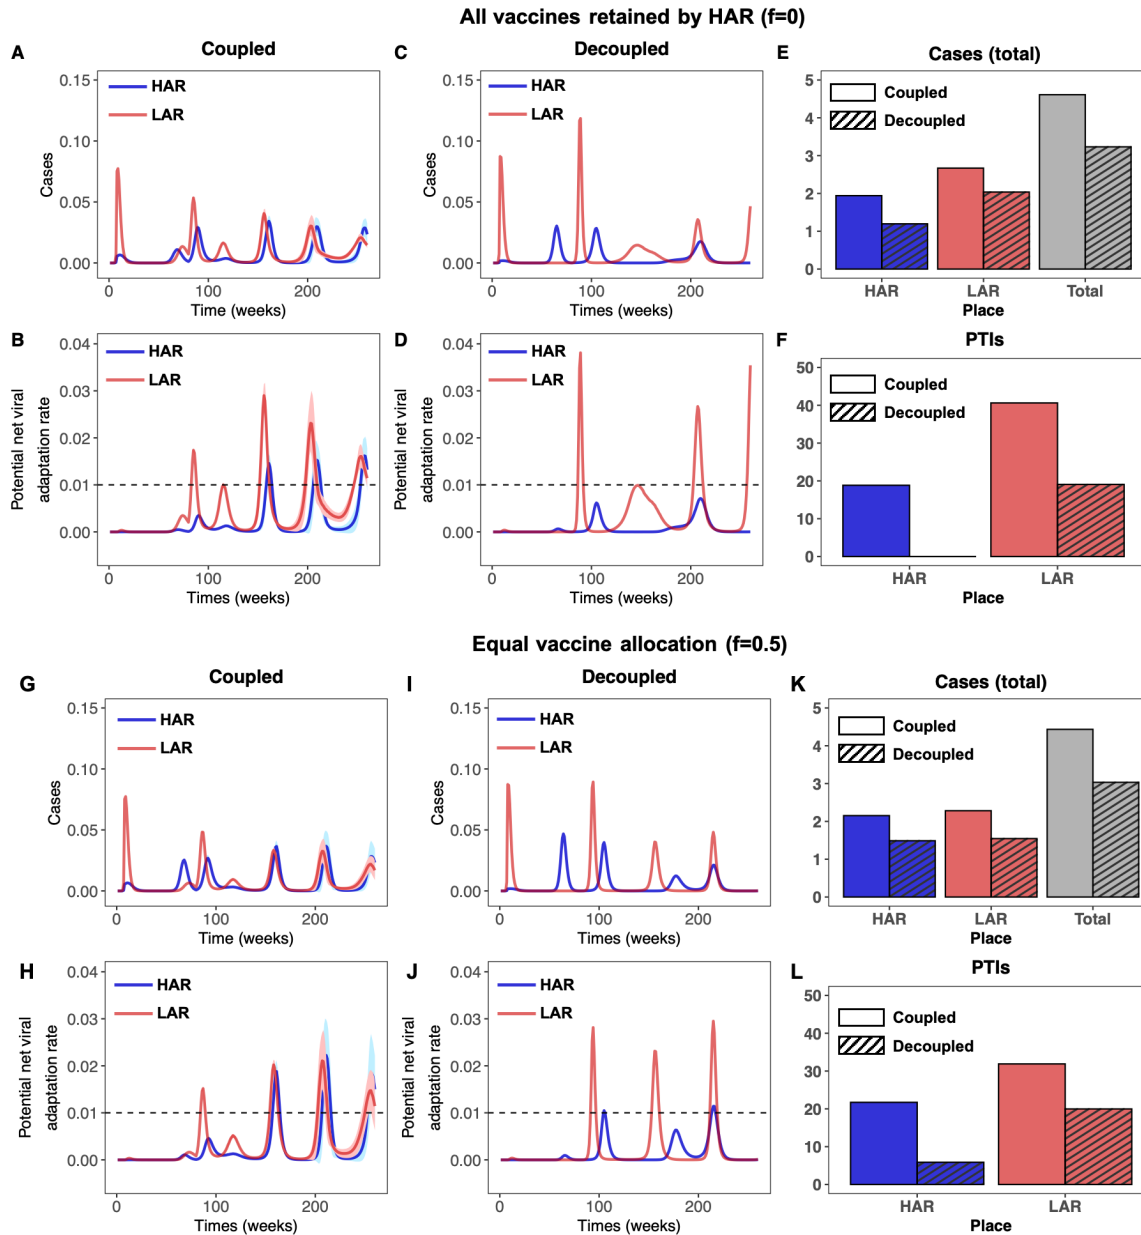 All vaccines retained by HAR (f=0)
A
Coupled
C
Decoupled
E
Cases (total)
0.15
0.10
0.05
0.00
Cases
HAR
LAR
0
100
200
Time (weeks)
0.15
0.10
0.05
0.00
Cases
HAR
LAR
0
100
200
Times (weeks)
5
4
3
2
1
0
Coupled
Decoupled
HAR
LAR
Total
Place
B
0.04
0.03
0.02
0.01
0.00
Potential net viral
adaptation rate
HAR
LAR
0
100
200
Times (weeks)
D
0.04
0.03
0.02
0.01
0.00
Potential net viral
adaptation rate
HAR
LAR
0
100
200
Times (weeks)
F
PTIs
50
40
30
20
10
0
Coupled
Decoupled
HAR
LAR
Place
Equal vaccine allocation (f=0.5)
G
Coupled
I
Decoupled
K
Cases (total)
0.15
0.10
0.05
0.00
Cases
HAR
LAR
0
100
200
Time (weeks)
0.15
0.10
0.05
0.00
Cases
HAR
LAR
0
100
200
Times (weeks)
5
4
3
2
1
0
Coupled
Decoupled
HAR
LAR
Total
Place
H
0.04
0.03
0.02
0.01
0.00
Potential net viral
adaptation rate
HAR
LAR
0
100
200
Times (weeks)
J
0.04
0.03
0.02
0.01
0.00
Potential net viral
adaptation rate
HAR
LAR
0
100
200
Times (weeks)
L
PTIs
50
40
30
20
10
0
Coupled
Decoupled
HAR
LAR
Place